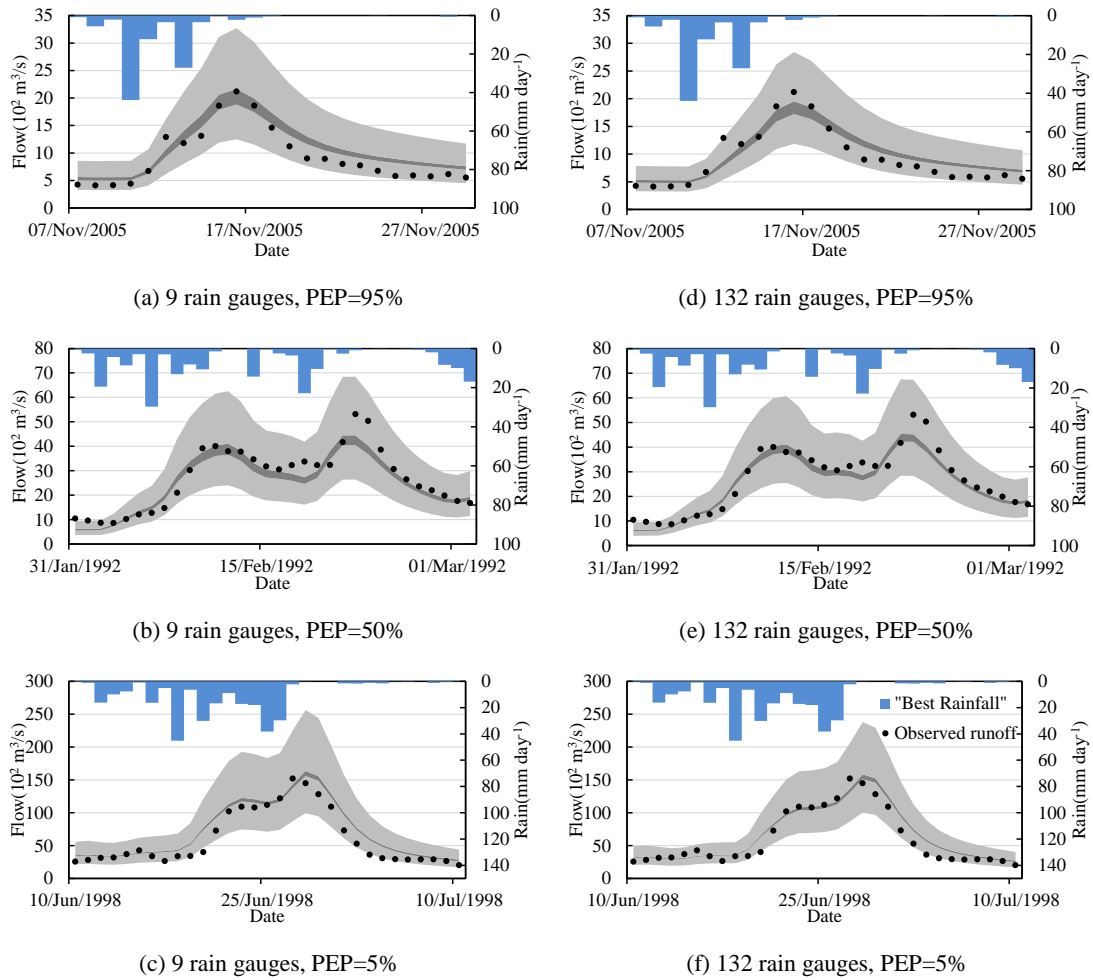 35
30
25
20
15
10
5
0
Flow(10² m³/s)
0
20
40
60
80
100
Rain(mm day⁻¹)
07/Nov/2005
17/Nov/2005
27/Nov/2005
Date
(a) 9 rain gauges, PEP=95%
35
30
25
20
15
10
5
0
Flow(10² m³/s)
0
20
40
60
80
100
Rain(mm day⁻¹)
07/Nov/2005
17/Nov/2005
27/Nov/2005
Date
(d) 132 rain gauges, PEP=95%
80
70
60
50
40
30
20
10
0
Flow(10² m³/s)
0
20
40
60
80
100
Rain(mm day⁻¹)
31/Jan/1992
15/Feb/1992
01/Mar/1992
Date
(b) 9 rain gauges, PEP=50%
80
70
60
50
40
30
20
10
0
Flow(10² m³/s)
0
20
40
60
80
100
Rain(mm day⁻¹)
31/Jan/1992
15/Feb/1992
01/Mar/1992
Date
(e) 132 rain gauges, PEP=50%
300
250
200
150
100
50
0
Flow(10² m³/s)
0
20
40
60
80
100
120
140
Rain(mm day⁻¹)
10/Jun/1998
25/Jun/1998
10/Jul/1998
Date
(c) 9 rain gauges, PEP=5%
300
250
200
150
100
50
0
Flow(10² m³/s)
"Best Rainfall"
Observed runoff
0
20
40
60
80
100
120
140
Rain(mm day⁻¹)
10/Jun/1998
25/Jun/1998
10/Jul/1998
Date
(f) 132 rain gauges, PEP=5%